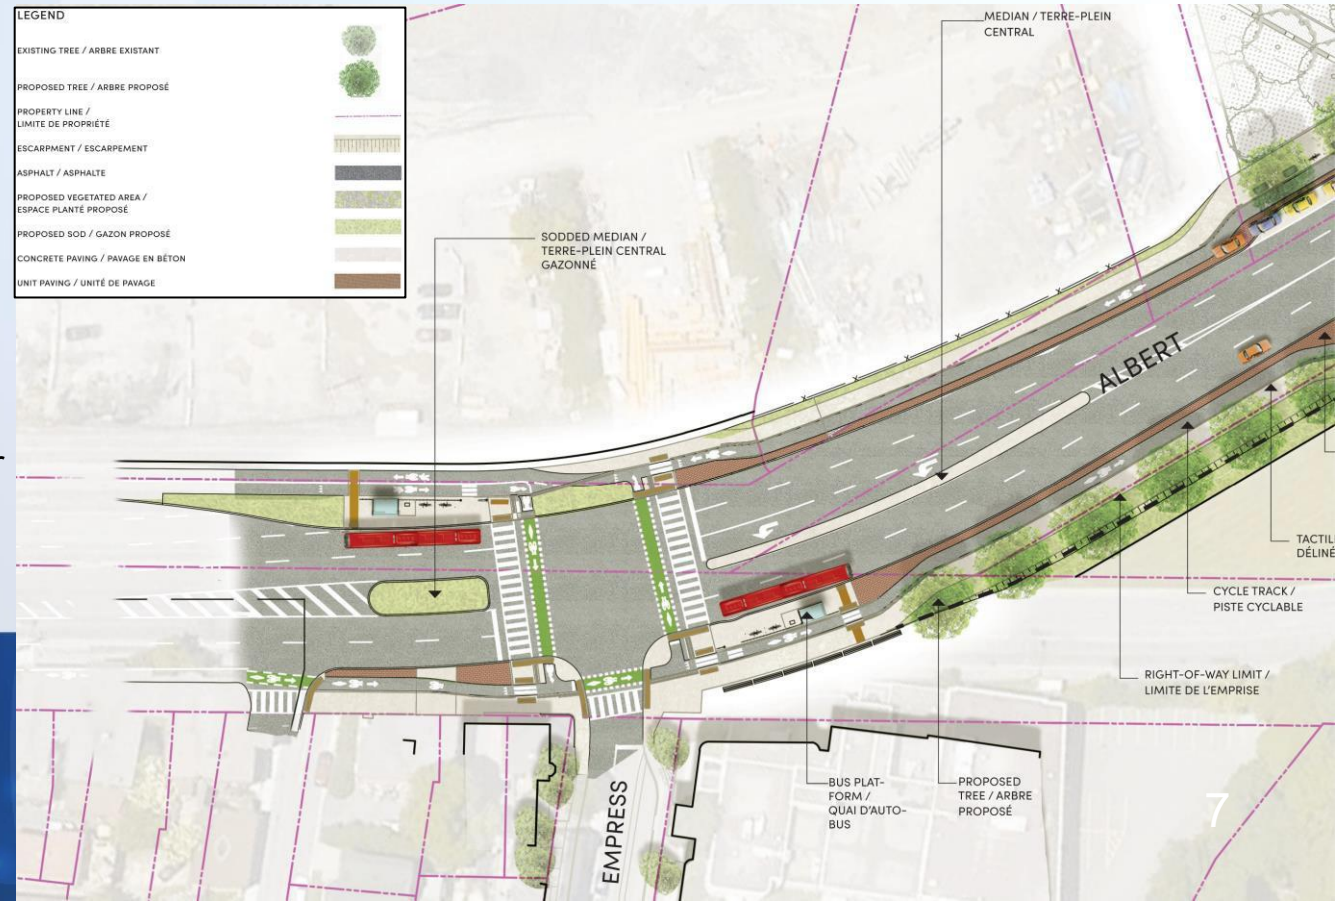 LEGEND
EXISTING TREE / ARBRE EXISTANT
PROPOSED TREE / ARBRE PROPOSÉ
PROPERTY LINE /
LIMITE DE PROPRIÉTÉ
ESCARPMENT / ESCARPEMENT
ASPHALT / ASPHALTE
PROPOSED VEGETATED AREA /
ESPACE PLANTÉ PROPOSÉ
PROPOSED SOD / GAZON PROPOSÉ
CONCRETE PAVING / PAVAGE EN BÉTON
UNIT PAVING / UNITÉ DE PAVAGE
MEDIAN / TERRE-PLEIN
CENTRAL
SODDED MEDIAN /
TERRE-PLEIN CENTRAL
GAZONNÉ
ALBERT
TACTIL
DÉLINÉ
CYCLE TRACK /
PISTE CYCLABLE
RIGHT-OF-WAY LIMIT /
LIMITE DE L'EMPRISE
BUS PLAT-
FORM /
QUAI D'AUTO-
BUS
PROPOSED
TREE / ARBRE
PROPOSÉ
EMPRESS
7